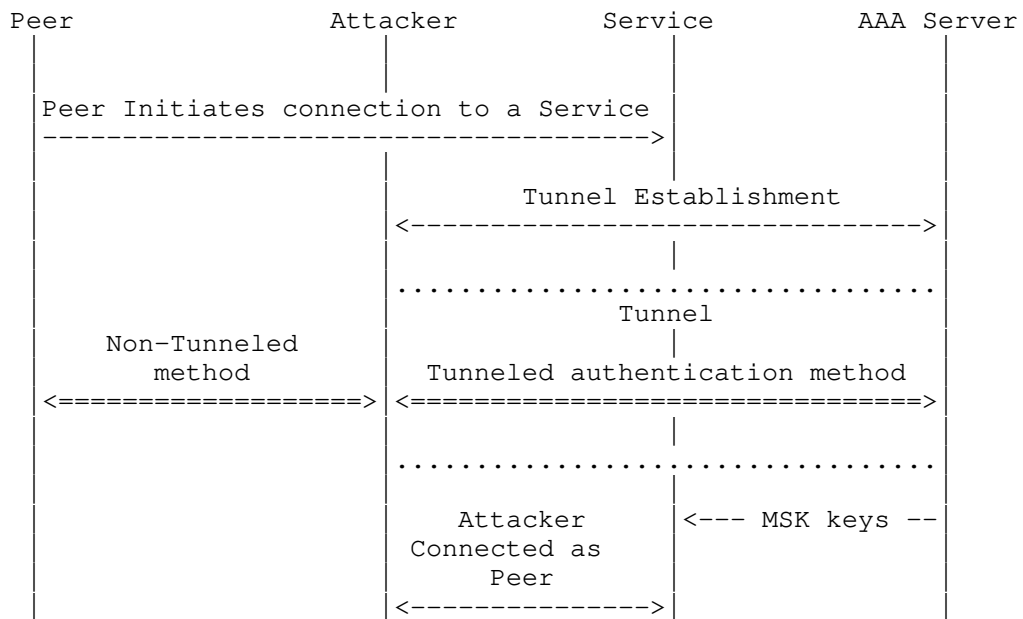 Peer Attacker Service AAA Server
Peer Initiates connection to a Service
Tunnel Establishment
Tunnel
Non-Tunneled
method
Tunneled authentication method
Attacker
Connected as
Peer
<--- MSK keys --